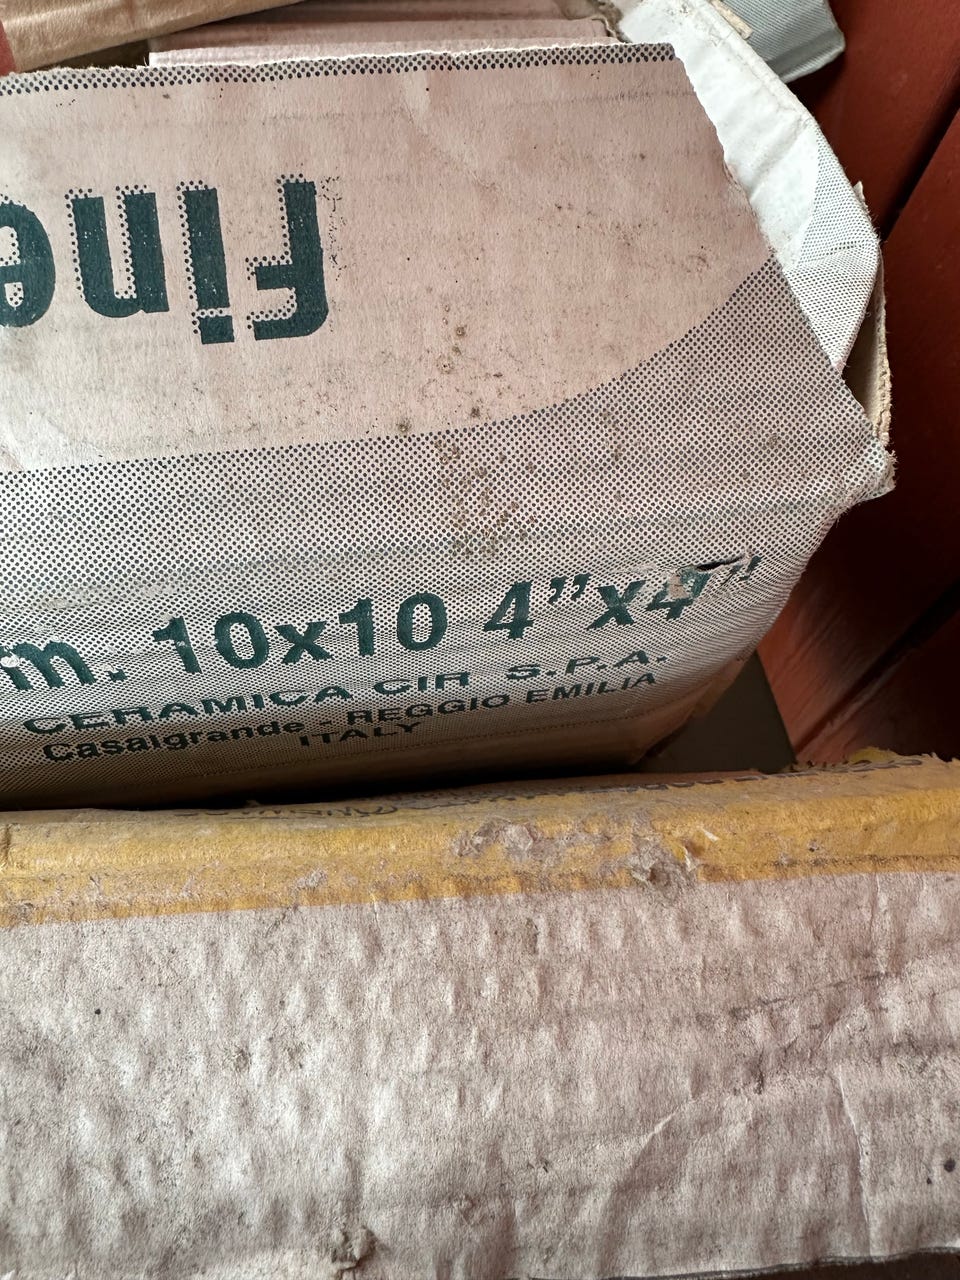 Fine
m. 10x10 4”x4”
CERAMICA CIR S.P.A.
Casalgrande - REGGIO EMILIA
ITALY